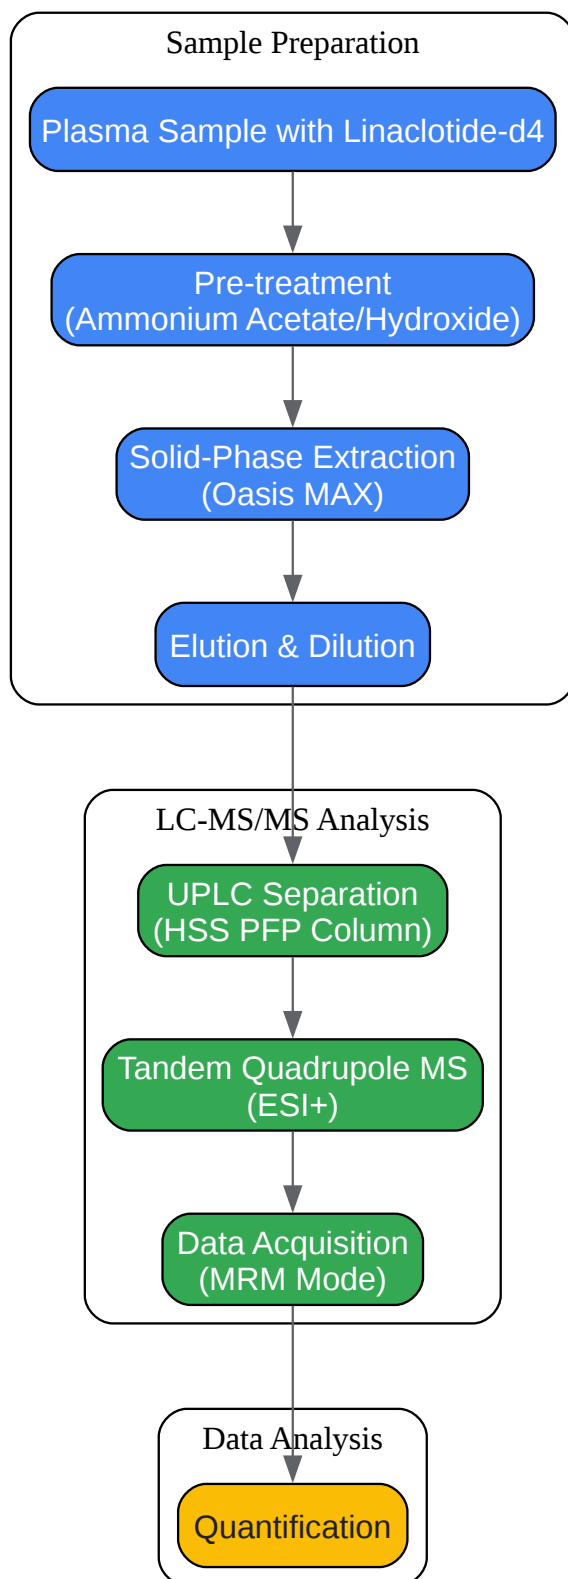 Sample Preparation
Plasma Sample with Linaclotide-d4
Pre-treatment
(Ammonium Acetate/Hydroxide)
Solid-Phase Extraction
(Oasis MAX)
Elution & Dilution
LC-MS/MS Analysis
UPLC Separation
(HSS PFP Column)
Tandem Quadrupole MS
(ESI+)
Data Acquisition
(MRM Mode)
Data Analysis
Quantification